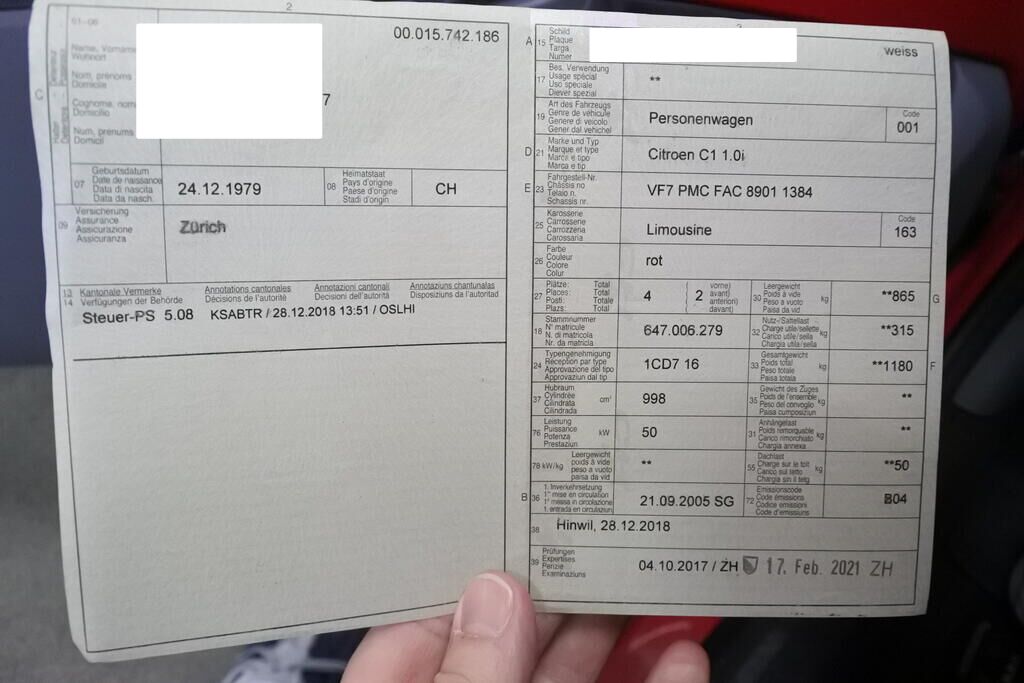 2
01-06
00.015.742.186
C
Name, Vorname
Wohnort
Nom, prénoms
Domicile
Cognome, nomi
Domicilio
Num, prenums
Domicil
7
07
Geburtsdatum
Date de naissance
Data di nascita
Data da nasch.
24.12.1979
08
Heimatstaat
Pays d'origine
Paese d'origine
Stadi d'origin
CH
09
Versicherung
Assurance
Assicurazione
Assicuranza
Zürich
13
14
Kantonale Vermerke
Verfügungen der Behörde
Annotations cantonales
Décisions de l'autorité
Annotazioni cantonali
Decisioni dell'autorità
Annotaziuns chantunalas
Disposiziuns da l'autoritad
Steuer-PS 5.08 KSABTR / 28.12.2018 13:51 / OSLHI
A
15
Schild
Plaque
Targa
Numer
weiss
17
Bes. Verwendung
Usage spécial
Uso speciale
Diever spezial
**
19
Art des Fahrzeugs
Genre de véhicule
Genere di veicolo
Gener dal vehichel
Personenwagen
Code
001
D
21
Marke und Typ
Marque et type
Marca e tipo
Marca e tip
Citroen C1 1.0i
E
23
Fahrgestell-Nr.
Châssis no
Telaio n.
Schassis nr.
VF7 PMC FAC 8901 1384
25
Karosserie
Carrosserie
Carrozzeria
Carossaria
Limousine
Code
163
26
Farbe
Couleur
Colore
Colur
rot
27
Plätze: Total
Places: Total
Posti: Totale
Plazs: Total
4
2
vorne)
avant)
anteriori)
davant)
30
Leergewicht
Poids à vide
Peso a vuoto
Paisa da vid
kg
**865
G
18
Stammnummer
N° matricule
N. di matricola
Nr. da matricla
647.006.279
32
Nutz-/Sattellast
Charge utile/sellette
Carico utile/sella
Chargia utila/sella
kg
**315
24
Typengenehmigung
Réception par type
Approvazione del tipo
Approvaziun dal tip
1CD7 16
33
Gesamtgewicht
Poids total
Peso totale
Paisa totala
kg
**1180
F
37
Hubraum
Cylindrée
Cilindrata
Cilindrada
cm³
998
35
Gewicht des Zuges
Poids de l'ensemble
Peso del convoglio
Paisa cumposiziun
kg
**
76
Leistung
Puissance
Potenza
Prestaziun
kW
50
31
Anhängelast
Poids remorquable
Carico rimorchiato
Chargia annexa
kg
**
78 kW/kg
Leergewicht
poids à vide
peso a vuoto
paisa da vid
**
55
Dachlast
Charge sur le toit
Carico sul tetto
Chargia sin il tetg
kg
**50
B
36
1. Inverkehrsetzung
1re mise en circulation
1a messa in circolazione
1. entrada en circulaziun
21.09.2005 SG
72
Emissionscode
Code émissions
Codice emissioni
Code d'emissiuns
B04
38
Hinwil, 28.12.2018
39
Prüfungen
Expertises
Perizie
Examinaziuns
04.10.2017 / ZH
17. Feb. 2021 ZH